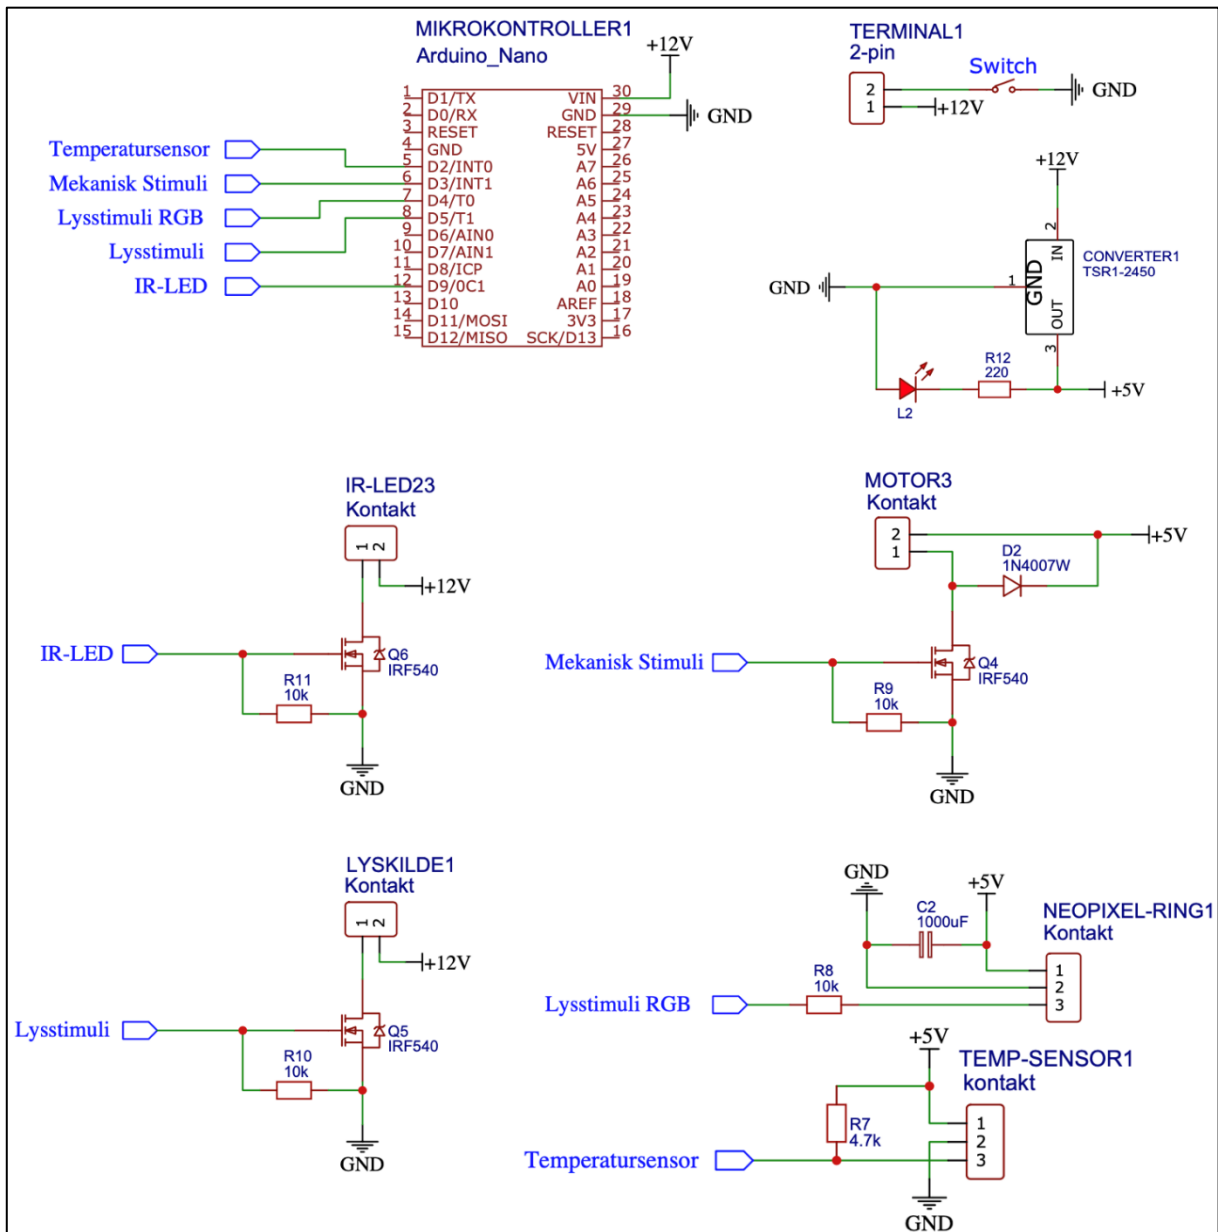 MIKROKONTROLLER1
Arduino_Nano
+12V
1 D1/TX VIN 30
2 D0/RX GND 29 GND
3 RESET RESET 28
4 GND 5V 27
5 D2/INT0 A7 26
6 D3/INT1 A6 25
7 D4/T0 A5 24
8 D5/T1 A4 23
9 D6/AIN0 A3 22
10 D7/AIN1 A2 21
11 D8/ICP A1 20
12 D9/0C1 A0 19
13 D10 AREF 18
14 D11/MOSI 3V3 17
15 D12/MISO SCK/D13 16
Temperatursensor
Mekanisk Stimuli
Lysstimuli RGB
Lysstimuli
IR-LED
TERMINAL1
2-pin
Switch
2
1
+12V
GND
+12V
2
IN
CONVERTER1
TSR1-2450
GND
1
GND
OUT
3
R12
220
+5V
L2
IR-LED23
Kontakt
1 2
+12V
IR-LED
Q6
IRF540
R11
10k
GND
MOTOR3
Kontakt
2
1
+5V
D2
1N4007W
Mekanisk Stimuli
Q4
IRF540
R9
10k
GND
LYSKILDE1
Kontakt
1 2
+12V
Lysstimuli
Q5
IRF540
R10
10k
GND
GND
+5V
C2
1000uF
NEOPIXEL-RING1
Kontakt
R8
10k
1
2
3
Lysstimuli RGB
+5V
TEMP-SENSOR1
kontakt
R7
4.7k
1
2
3
Temperatursensor
GND